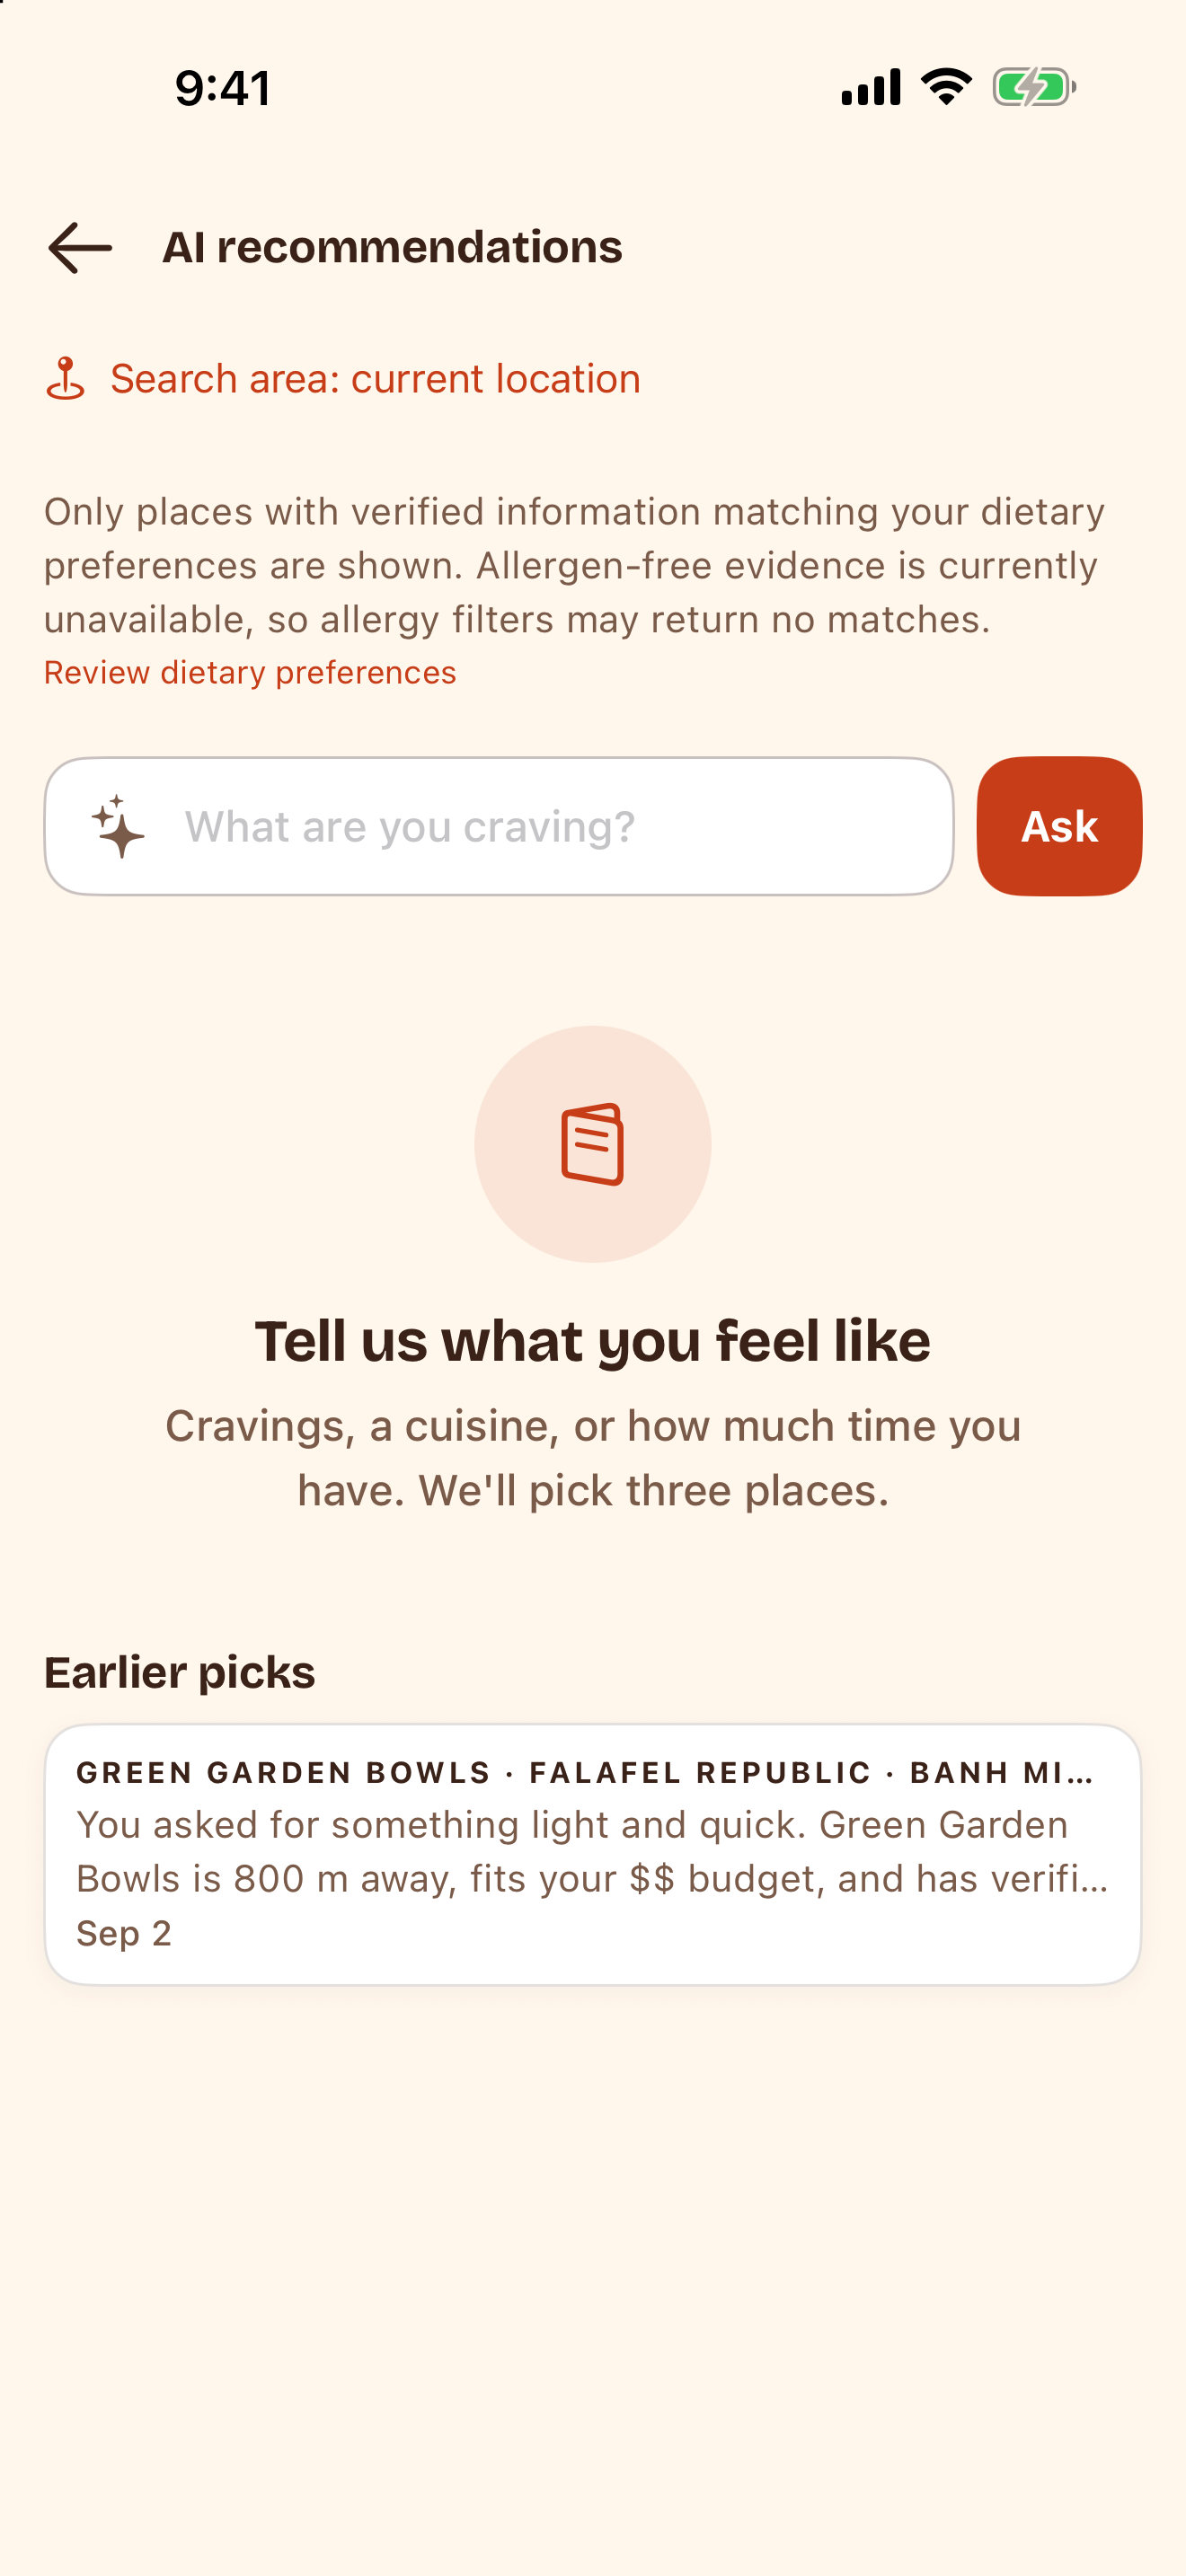 9:41
AI recommendations
Search area: current location
Only places with verified information matching your dietary
preferences are shown. Allergen-free evidence is currently
unavailable, so allergy filters may return no matches.
Review dietary preferences
What are you craving?
Ask
Tell us what you feel like
Cravings, a cuisine, or how much time you
have. We'll pick three places.
Earlier picks
GREEN GARDEN BOWLS · FALAFEL REPUBLIC · BANH MI...
You asked for something light and quick. Green Garden
Bowls is 800 m away, fits your $$ budget, and has verifi...
Sep 2